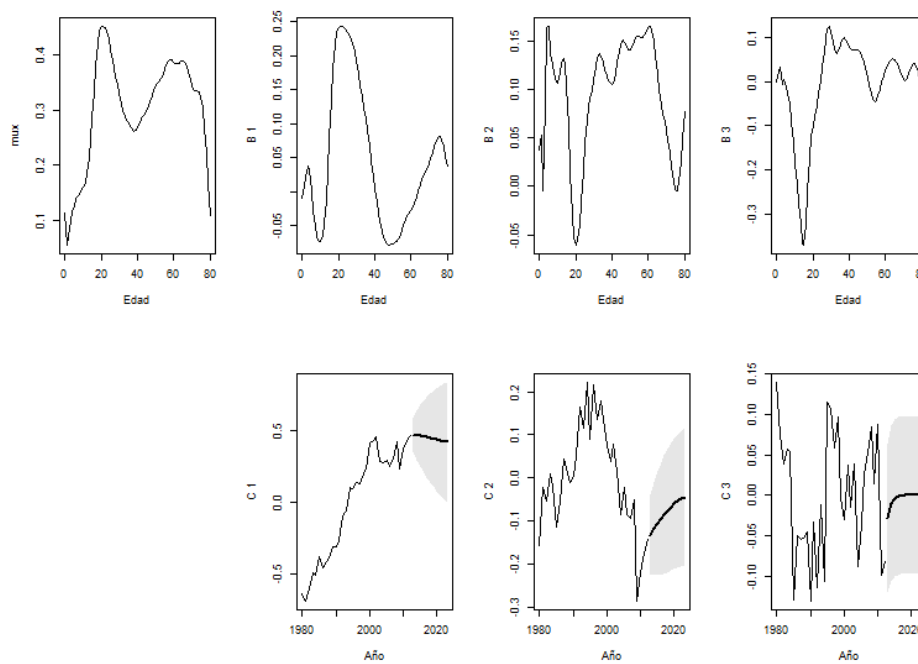 mux
0.1 0.2 0.3 0.4
0 20 40 60 80
Edad
B 1
-0.05 0.05 0.10 0.15 0.20 0.25
0 20 40 60 80
Edad
B 2
-0.05 0.00 0.05 0.10 0.15
0 20 40 60 80
Edad
B 3
-0.3 -0.2 -0.1 0.0 0.1
0 20 40 60 80
Edad
C 1
-0.5 0.0 0.5
1980 2000 2020
Año
C 2
-0.3 -0.2 -0.1 0.0 0.1 0.2
1980 2000 2020
Año
C 3
-0.10 0.00 0.05 0.10 0.15
1980 2000 2020
Año